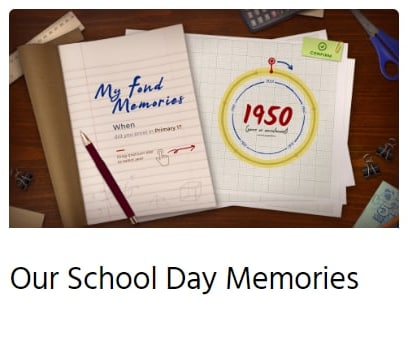 My Fond
Memories
CONFIRM
When
did you enrol in Primary 1?
1950
Our School Day Memories